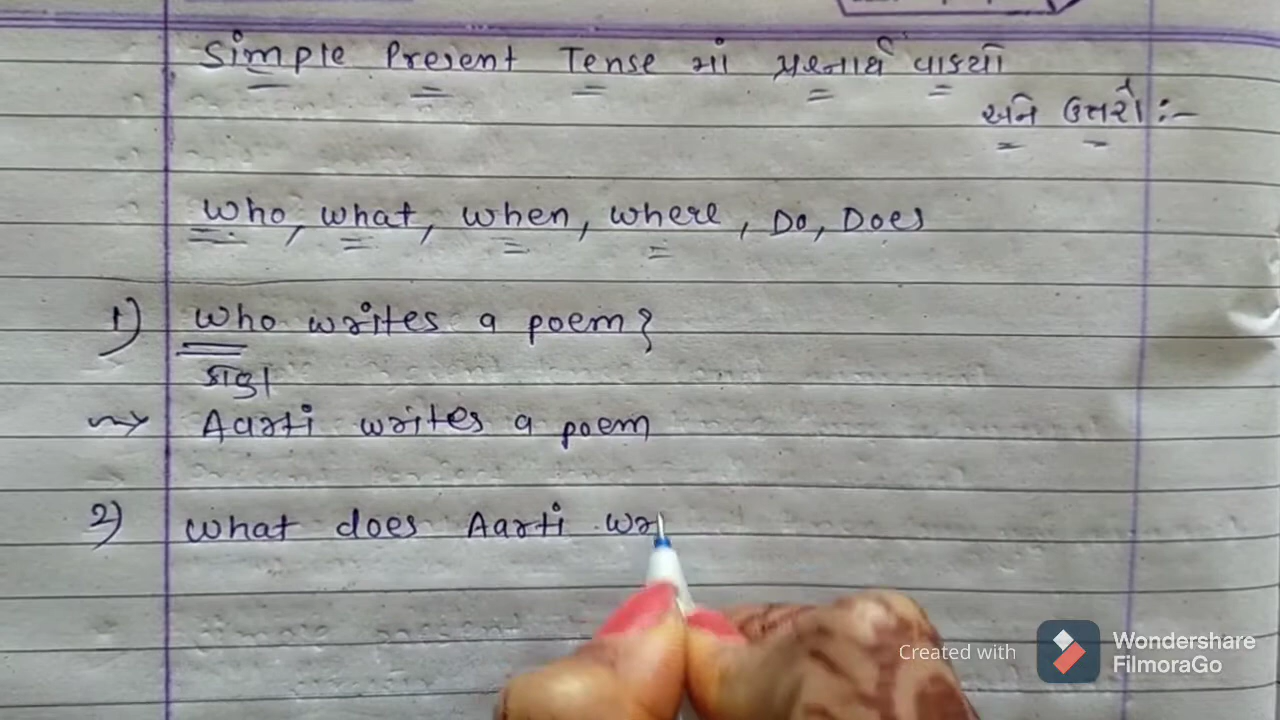 Simple Present Tense માં પ્રશ્નાર્થ વાક્યો
અને ઉત્તરો :-
Who, what, when, where, Do, Does
1) Who writes a poem?
કોણ
Aarti writes a poem
2) What does Aarti wr
Created with Wondershare FilmoraGo